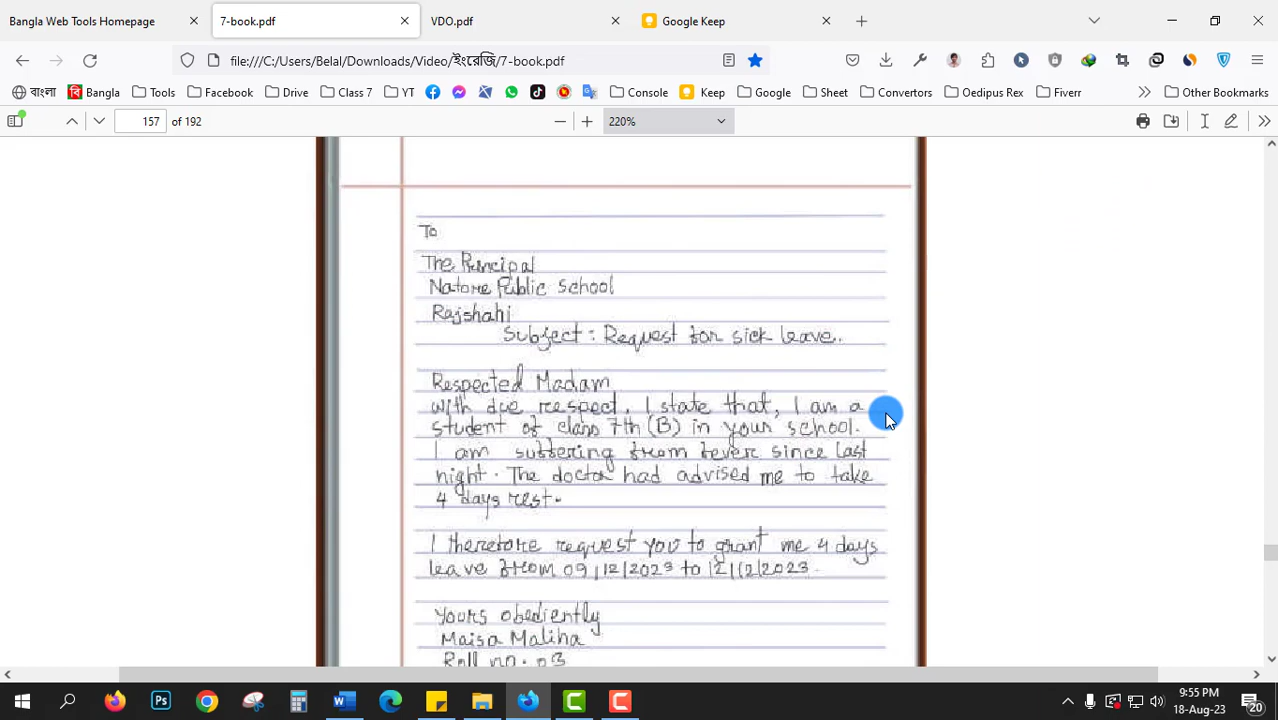 Bangla Web Tools Homepage
7-book.pdf
VDO.pdf
Google Keep
file:///C:/Users/Belal/Downloads/Video/ইংরেজি/7-book.pdf
বাংলা
Bangla
Tools
Facebook
Drive
Class 7
YT
Console
Keep
Google
Sheet
Convertors
Oedipus Rex
Fiverr
Other Bookmarks
157 of 192
220%
To
The Principal
Natore Public School
Rajshahi
Subject: Request for sick leave.
Respected Madam
With due respect, I state that, I am a
student of class 7th (B) in your school.
I am suffering from fever since last
night. The doctor had advised me to take
4 days rest.
I therefore request you to grant me 4 days
leave from 09/12/2023 to 12/12/2023.
Yours obediently
Maisa Maliha
Roll no. 03
9:55 PM
18-Aug-23
20